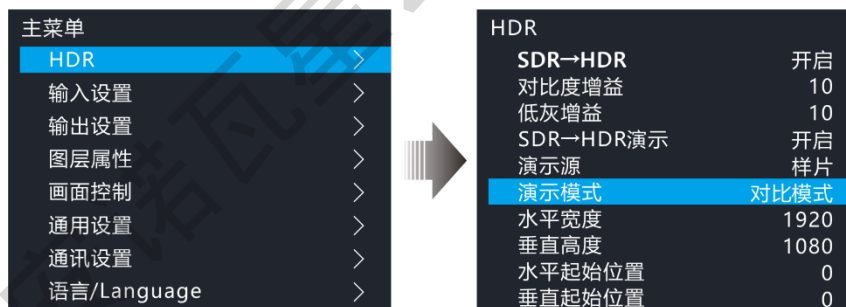 主菜单
HDR
输入设置
输出设置
图层属性
画面控制
通用设置
通讯设置
语言/Language
HDR
SDR→HDR 开启
对比度增益 10
低灰增益 10
SDR→HDR演示 开启
演示源 样片
演示模式 对比模式
水平宽度 1920
垂直高度 1080
水平起始位置 0
垂直起始位置 0